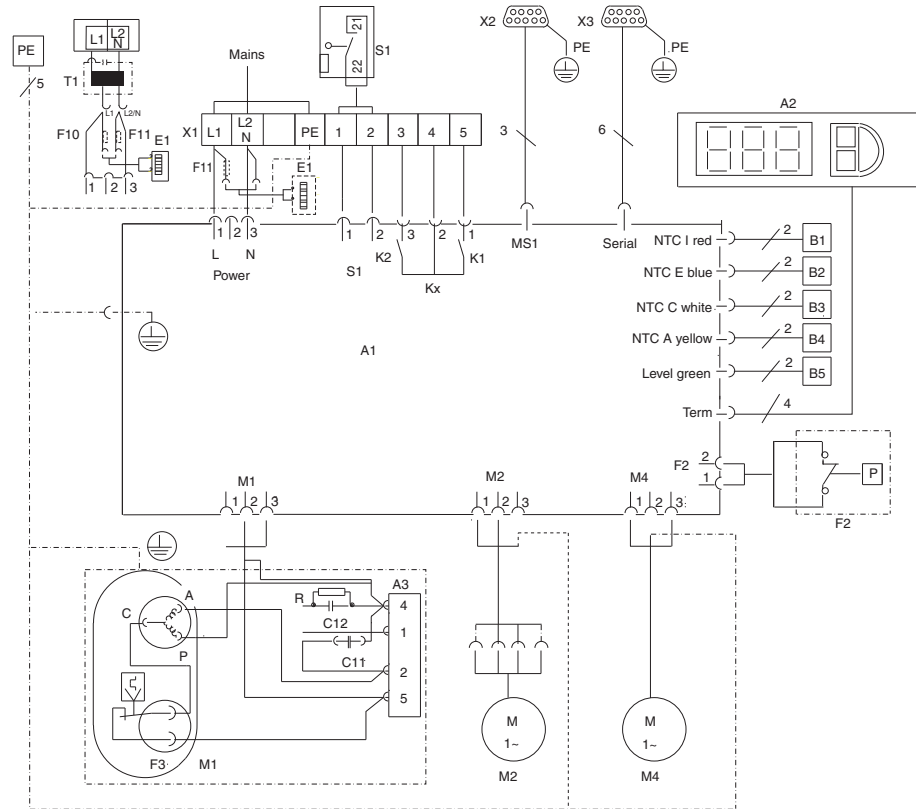 X2 X3
21
L1 L2 N
PE PE PE
S1
Mains
22
T1
5
A2
L1 L2/N
L2
F10 F11 E1 X1 L1 N PE 1 2 3 4 5 3 6
F11 E1
1 2 3
1 2 3 1 2 3 2 1 MS1 Serial NTC I red 2 B1
L N S1 K2 K1
Power Kx NTC E blue 2 B2
NTC C white 2 B3
NTC A yellow 2 B4
A1
Level green 2 B5
Term 4
F2 2 1 P
M1 M2 M4
1 2 3 1 2 3 1 2 3
F2
A3
A R 4
C C12 1
P C11 2
5
M 1~ M 1~
F3 M1 M2 M4